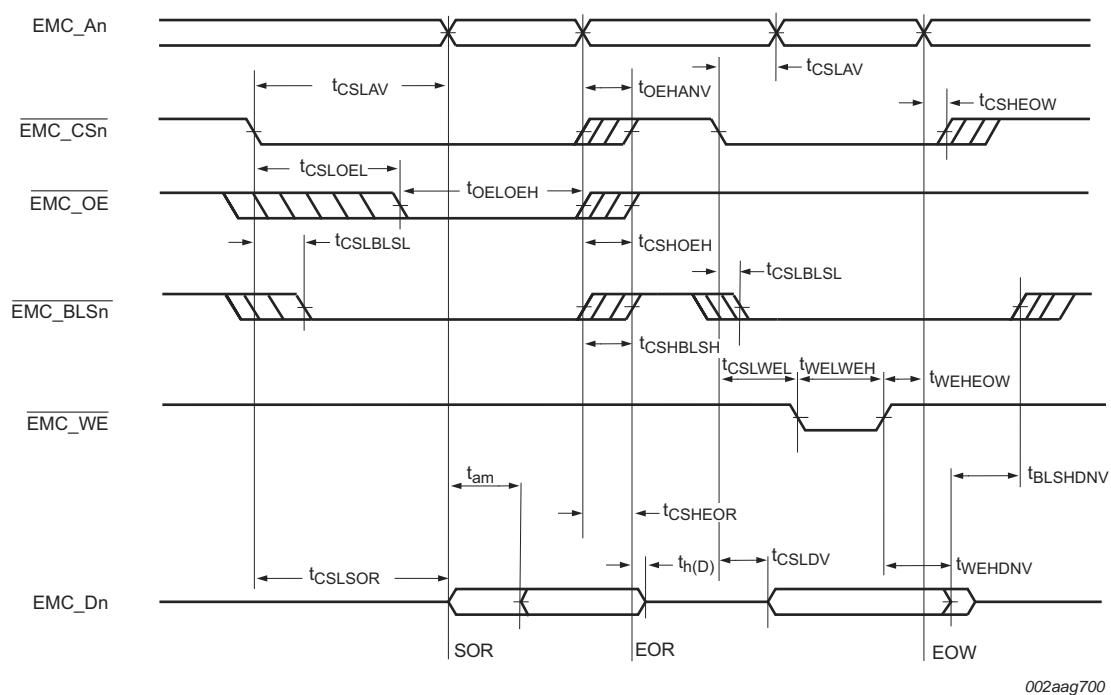 EMC_An
tCSLAV
tOEHANV
tCSLAV
tCSHEOW
EMC_CSn
tCSLOEL
tOELOEH
EMC_OE
tCSLBLSL
tCSHOEH
tCSLBLSL
EMC_BLSn
tCSHBLSH
tCSLWEL
tWELWEH
tWEHEOW
EMC_WE
tam
tBLSHDNV
tCSHEOR
tCSLSOR
th(D)
tCSLDV
tWEHDNV
EMC_Dn
SOR
EOR
EOW
002aag700